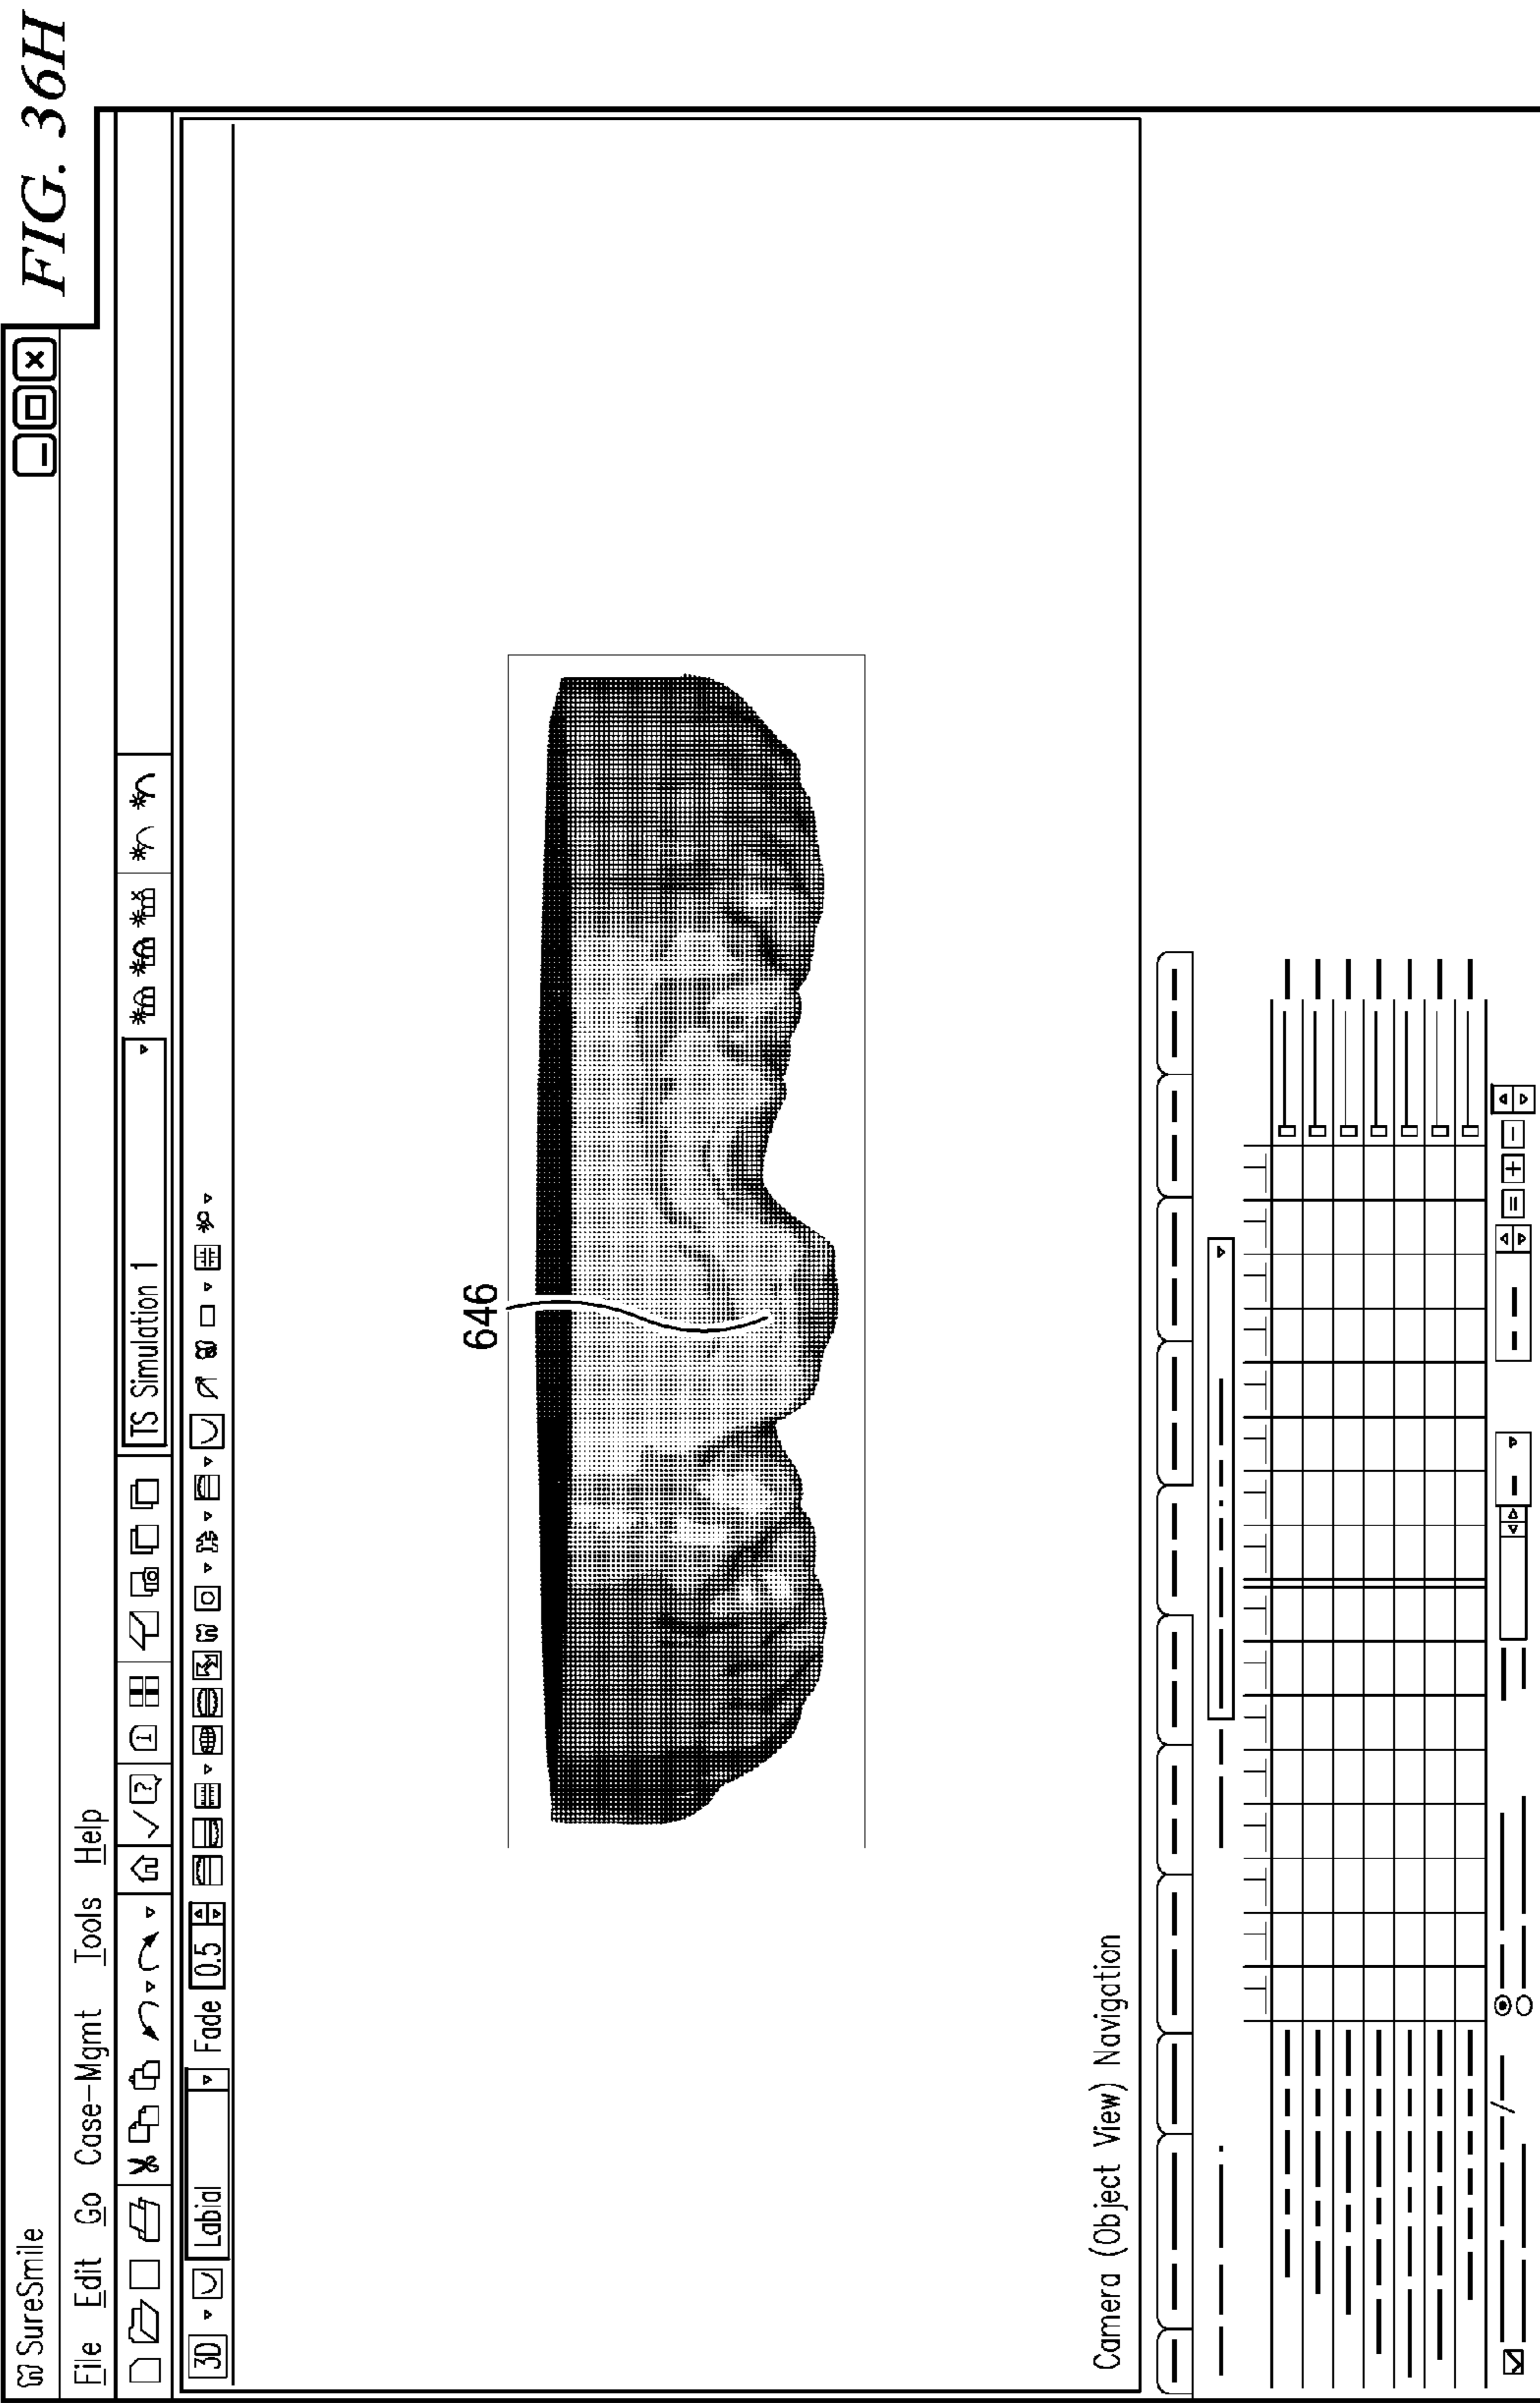 FIG. 36H
SureSmile
File Edit Go Case-Mgmt Tools Help
TS Simulation 1
3D Labial Fade 0.5
646
Camera (Object View) Navigation